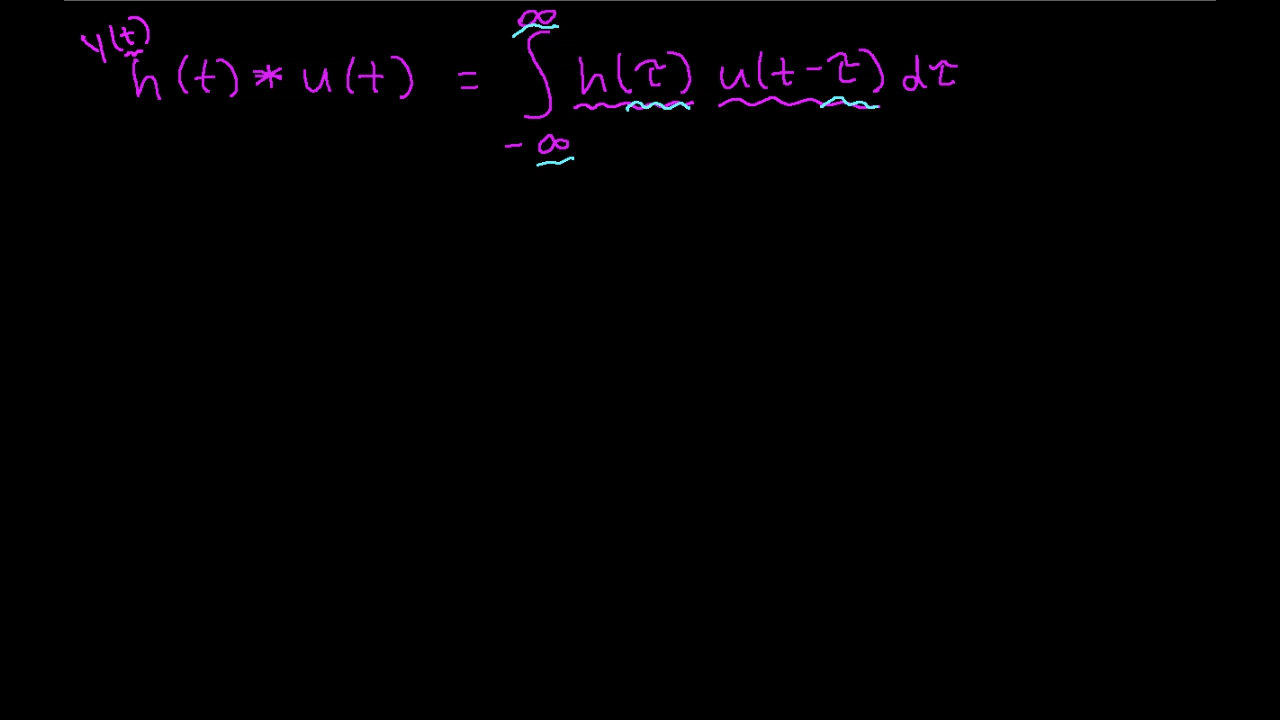 y(t)
h(t) * u(t) = ∫_{-∞}^{∞} h(τ) u(t-τ) dτ